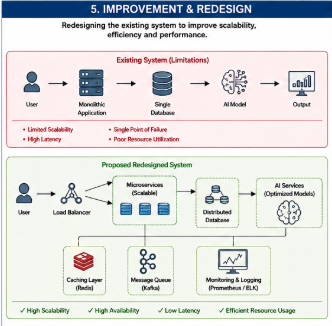 5. IMPROVEMENT & REDESIGN
Redesigning the existing system to improve scalability,
efficiency and performance.
Existing System (Limitations)
User
Monolithic
Application
Single
Database
AI Model
Output
• Limited Scalability
• Single Point of Failure
• High Latency
• Poor Resource Utilization
Proposed Redesigned System
User
Load Balancer
Microservices
(Scalable)
Distributed
Database
AI Services
(Optimized Models)
Caching Layer
(Redis)
Message Queue
(Kafka)
Monitoring & Logging
(Prometheus / ELK)
✓ High Scalability
✓ High Availability
✓ Low Latency
✓ Efficient Resource Usage